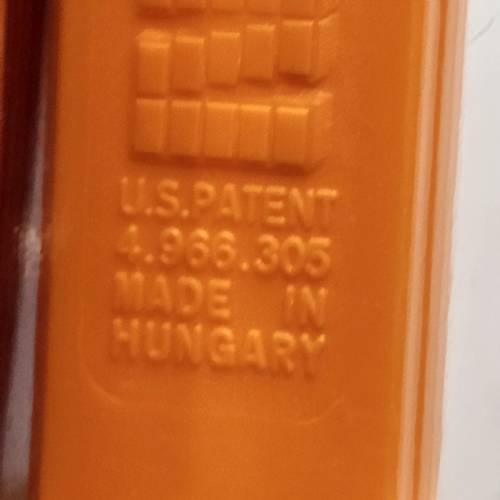 U.S.PATENT
4.966.305
MADE IN
HUNGARY